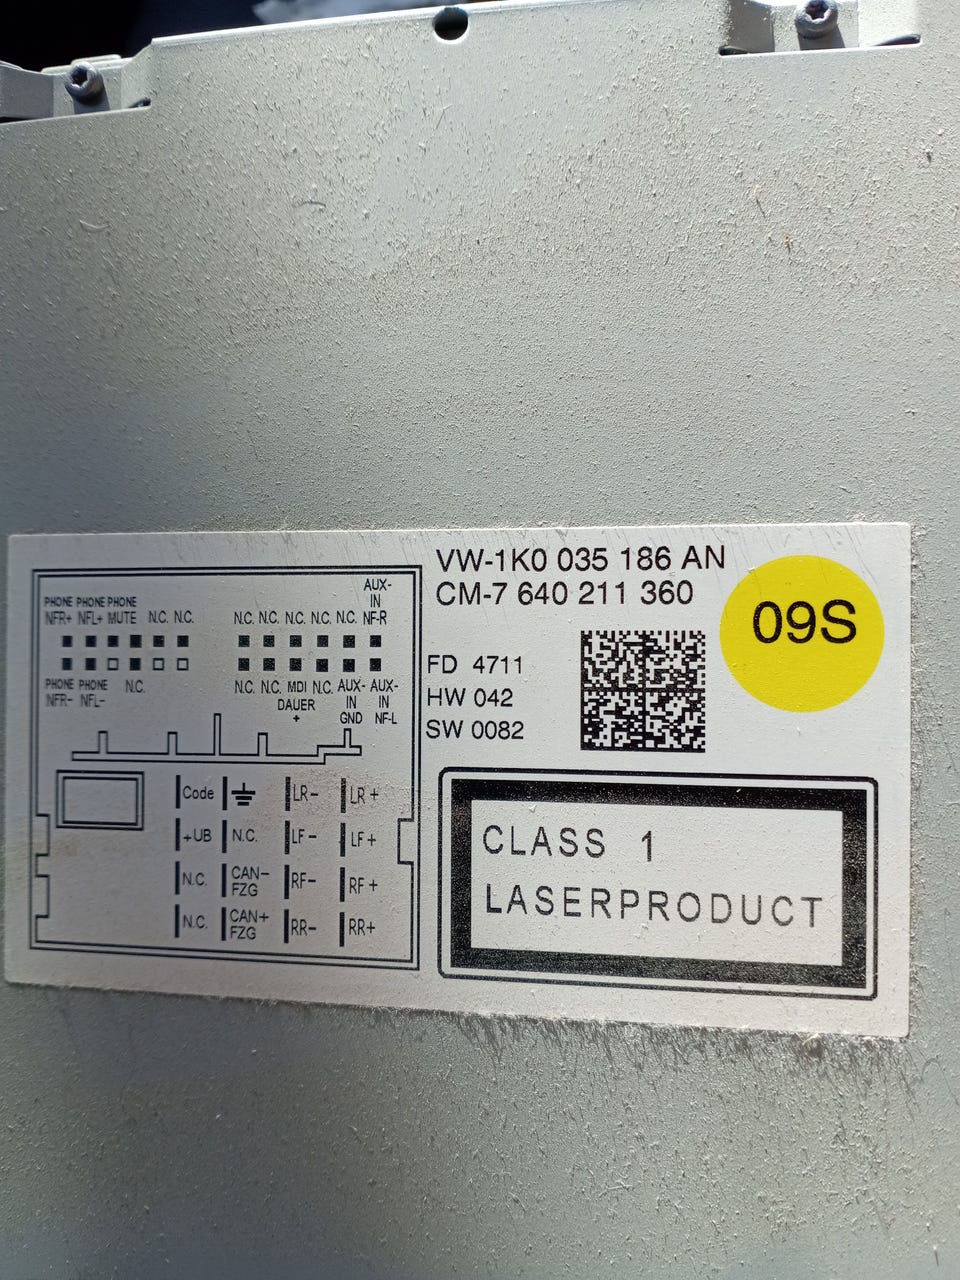 VW-1K0 035 186 AN
CM-7 640 211 360
09S
FD 4711
HW 042
SW 0082
CLASS 1
LASERPRODUCT
AUX-
PHONE PHONE PHONE IN
NFR+ NFL+ MUTE N.C. N.C. N.C. N.C. N.C. N.C. N.C. NF-R
PHONE PHONE N.C. N.C. N.C. MDI N.C. AUX- AUX-
NFR- NFL- DAUER IN IN
+ GND NF-L
Code LR- LR+
+UB N.C. LF- LF+
N.C. CAN- RF- RF+
FZG
N.C. CAN+ RR- RR+
FZG